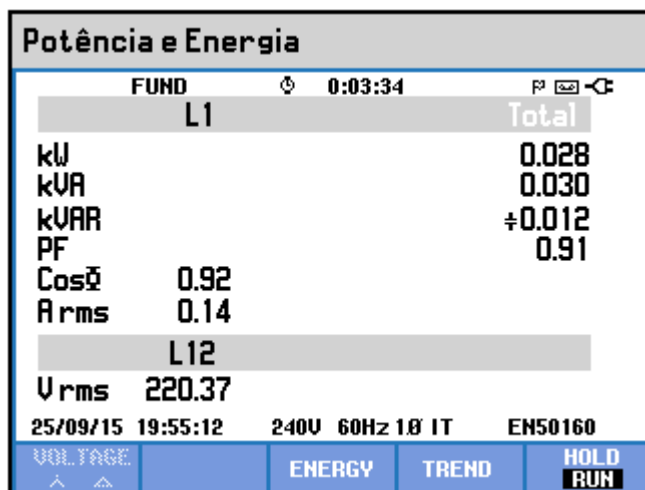 Potência e Energia
FUND 0:03:34
L1 Total
kW 0.028
kVA 0.030
kVAR ÷0.012
PF 0.91
CosΦ 0.92
A rms 0.14
L12
V rms 220.37
25/09/15 19:55:12 240V 60Hz 1Ø IT EN50160
VOLTAGE ENERGY TREND HOLD
RUN